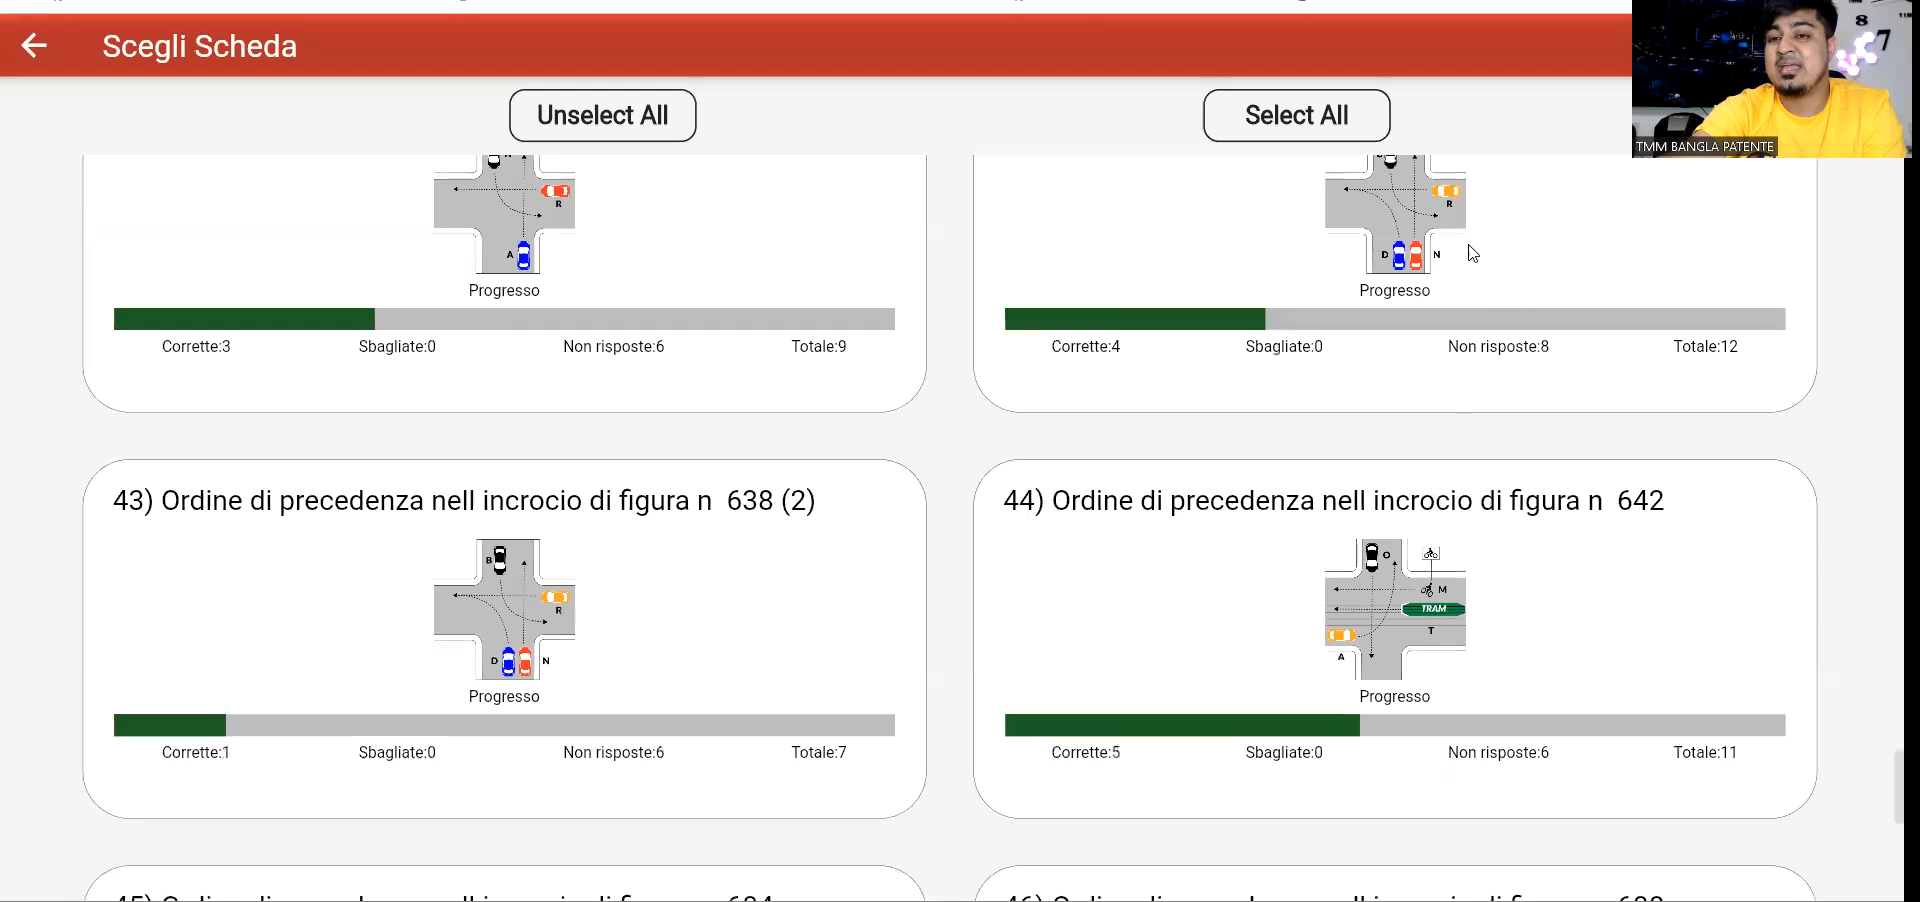 Scegli Scheda
8
7
TMM BANGLA PATENTE
Unselect All
Select All
R
A
Progresso
Corrette:3 Sbagliate:0 Non risposte:6 Totale:9
R
D N
Progresso
Corrette:4 Sbagliate:0 Non risposte:8 Totale:12
43) Ordine di precedenza nell incrocio di figura n 638 (2)
B
R
D N
Progresso
Corrette:1 Sbagliate:0 Non risposte:6 Totale:7
44) Ordine di precedenza nell incrocio di figura n 642
O
M
TRAM
T
A
Progresso
Corrette:5 Sbagliate:0 Non risposte:6 Totale:11